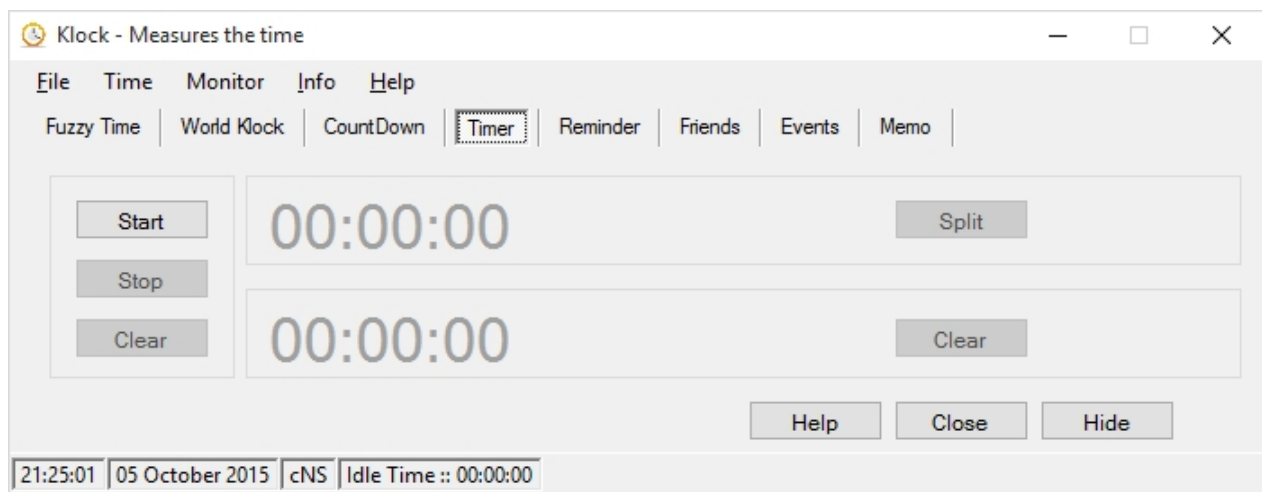 Klock - Measures the time
File Time Monitor Info Help
Fuzzy Time World Klock CountDown Timer Reminder Friends Events Memo
Start 00:00:00 Split
Stop
Clear 00:00:00 Clear
Help Close Hide
21:25:01 05 October 2015 cNS Idle Time :: 00:00:00